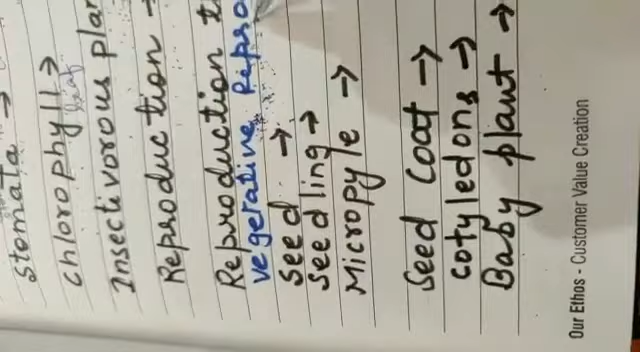 Stomata →
Chlorophyll →
Insectivorous plan
Reproduction →
Reproduction
vegetative Repro
Seed →
Seedling →
Micropyle →
Seed Coat →
cotyledons →
Baby plant →
Our Ethos - Customer Value Creation